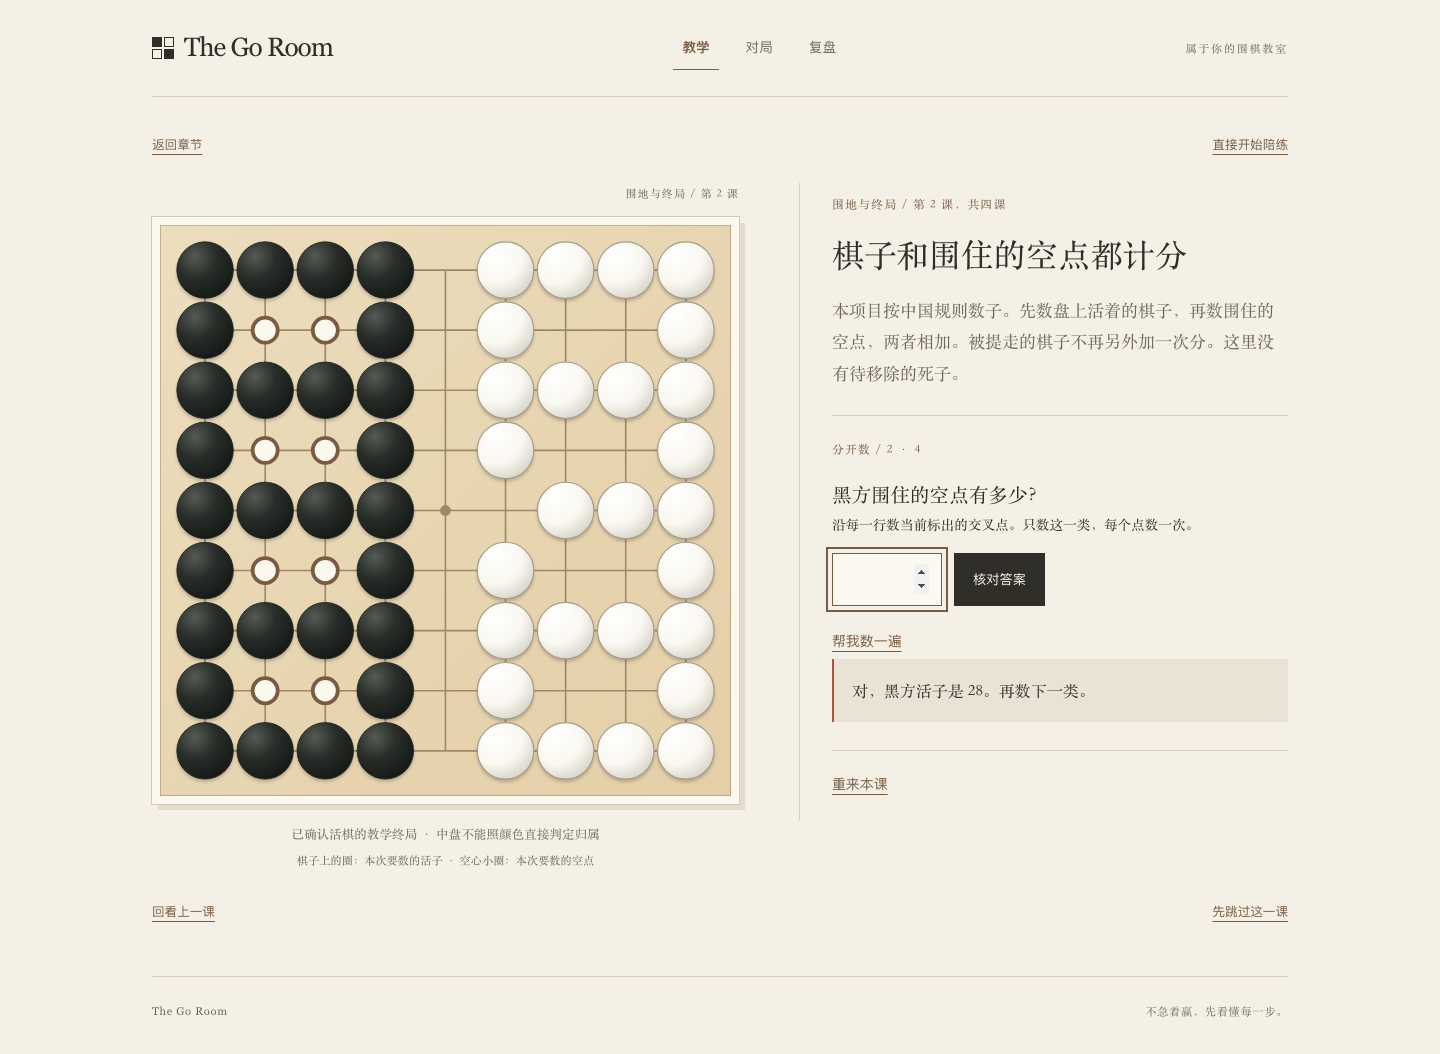 The Go Room
教学
对局
复盘
属于你的围棋教室
返回章节
直接开始陪练
围地与终局 / 第 2 课
围地与终局 / 第 2 课，共四课
棋子和围住的空点都计分
本项目按中国规则数子。先数盘上活着的棋子，再数围住的
空点，两者相加。被提走的棋子不再另外加一次分。这里没
有待移除的死子。
分开数 / 2 · 4
黑方围住的空点有多少？
沿每一行数当前标出的交叉点。只数这一类，每个点数一次。
核对答案
帮我数一遍
对，黑方活子是 28。再数下一类。
重来本课
已确认活棋的教学终局 · 中盘不能照颜色直接判定归属
棋子上的圈：本次要数的活子 · 空心小圈：本次要数的空点
回看上一课
先跳过这一课
The Go Room
不急着赢，先看懂每一步。